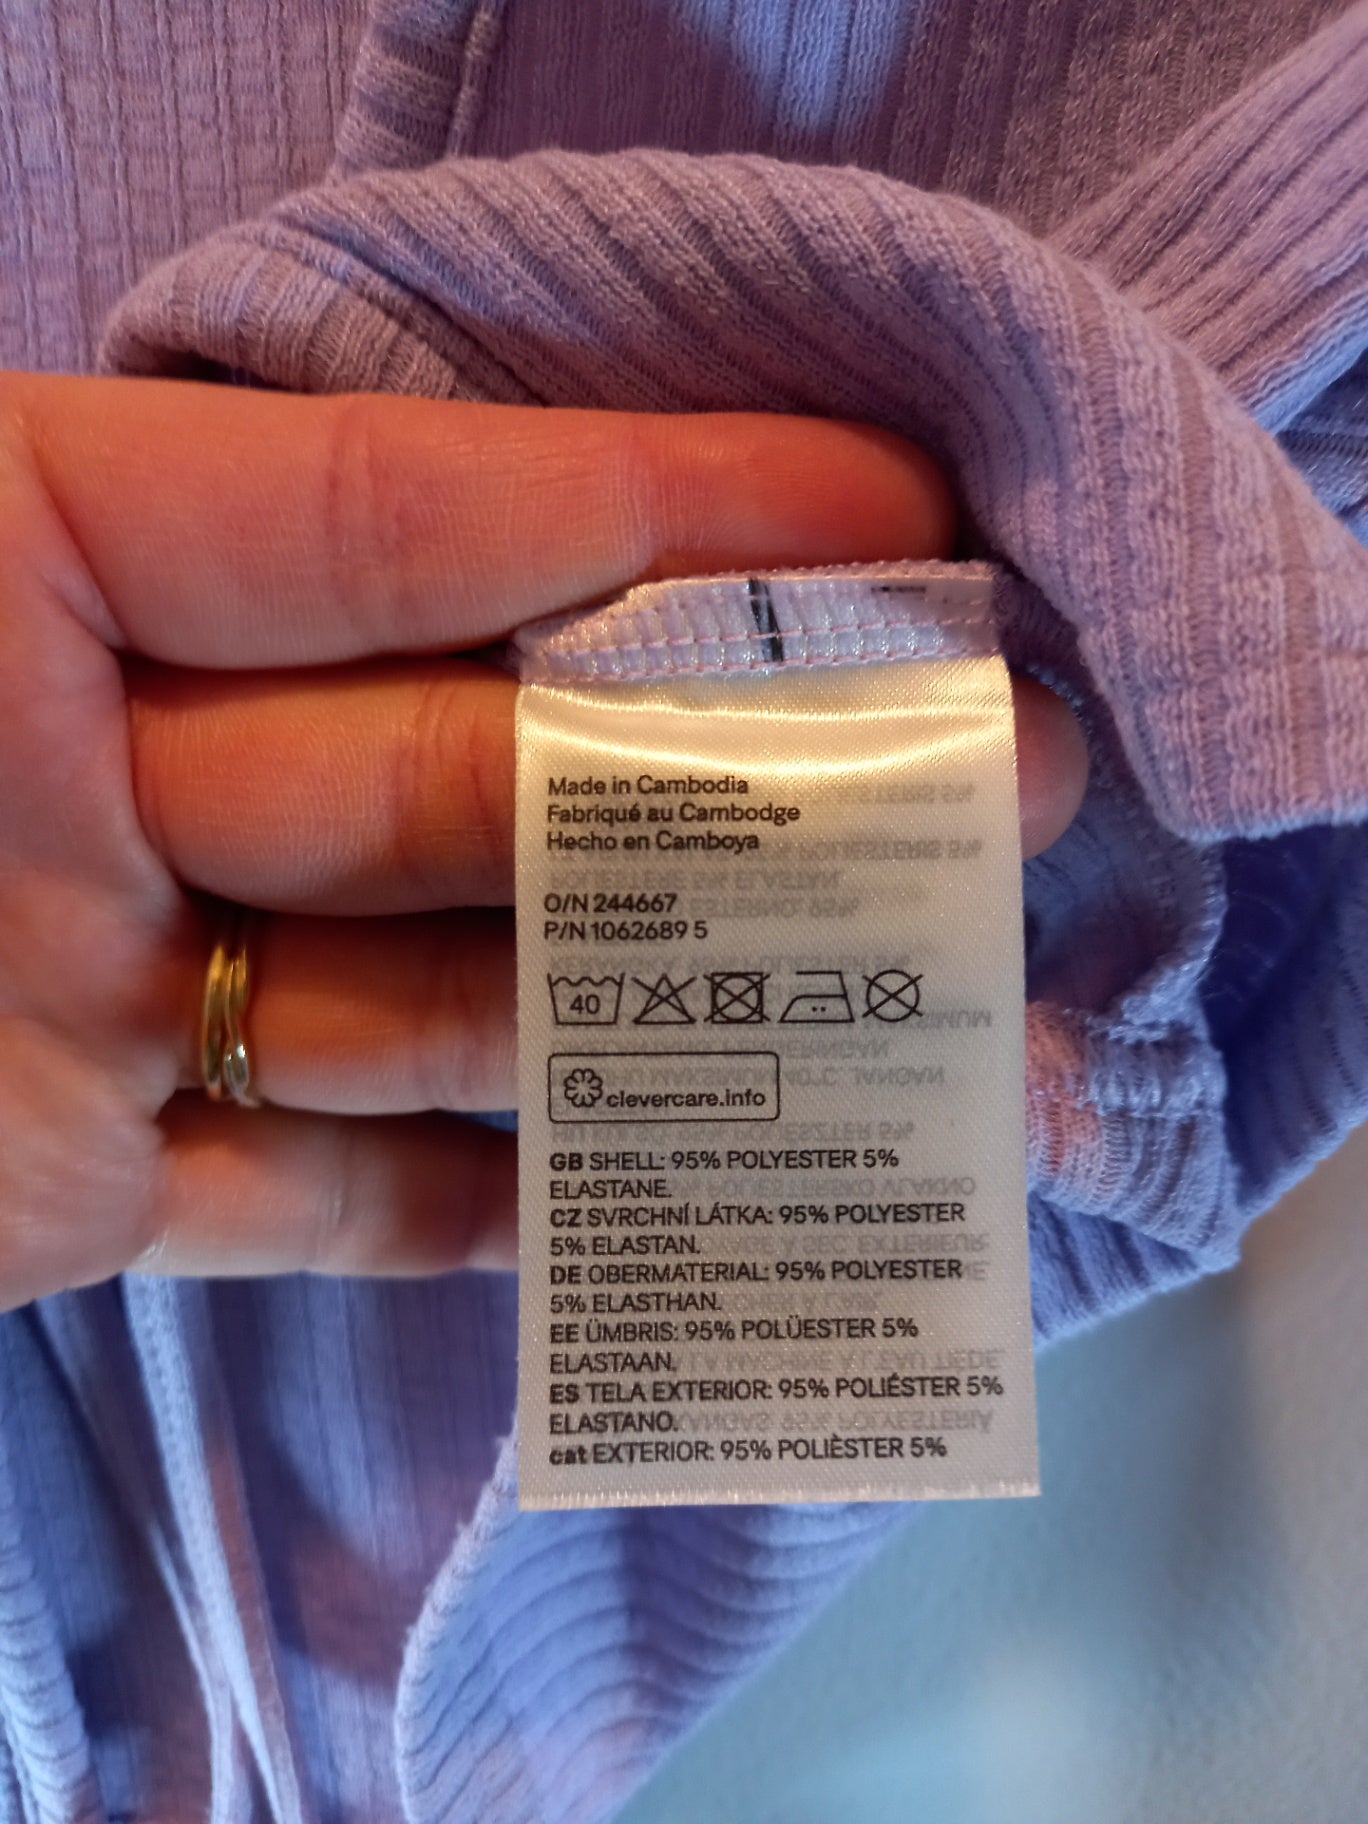 Made in Cambodia
Fabriqué au Cambodge
Hecho en Camboya
O/N 244667
P/N 1062689 5
40
clevercare.info
GB SHELL: 95% POLYESTER 5%
ELASTANE.
CZ SVRCHNÍ LÁTKA: 95% POLYESTER
5% ELASTAN.
DE OBERMATERIAL: 95% POLYESTER
5% ELASTHAN.
EE ÜMBRIS: 95% POLÜESTER 5%
ELASTAAN.
ES TELA EXTERIOR: 95% POLIÉSTER 5%
ELASTANO.
cat EXTERIOR: 95% POLIÈSTER 5%